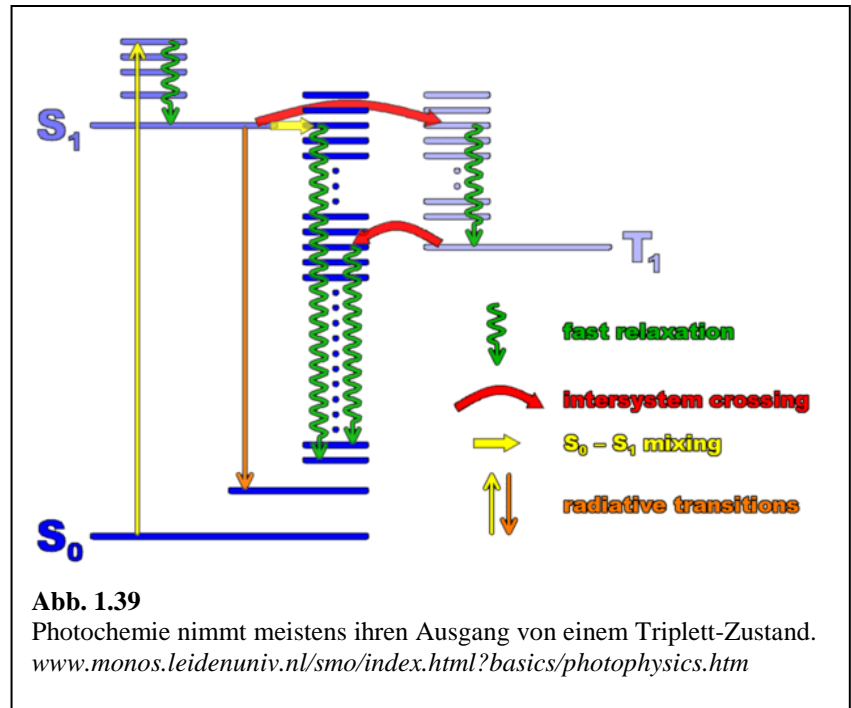 S₁
T₁
fast relaxation
intersystem crossing
S₀ – S₁ mixing
radiative transitions
S₀
Abb. 1.39
Photochemie nimmt meistens ihren Ausgang von einem Triplett-Zustand.
www.monos.leidenuniv.nl/smo/index.html?basics/photophysics.htm